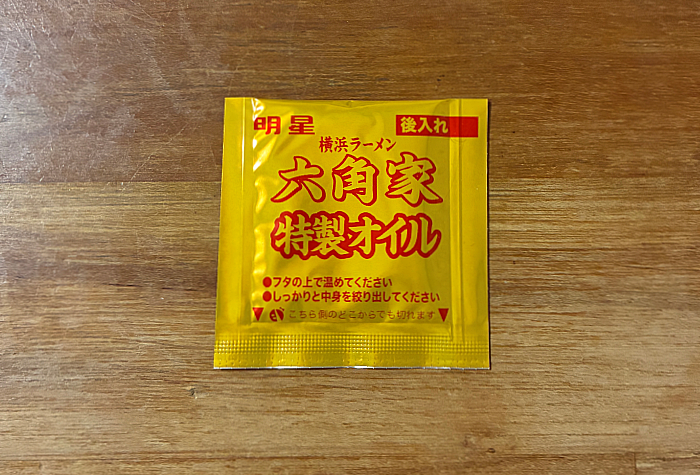 明星
後入れ
横浜ラーメン
六角家
特製オイル
●フタの上で温めてください
●しっかりと中身を絞り出してください
▼こちら側のどこからでも切れます▼